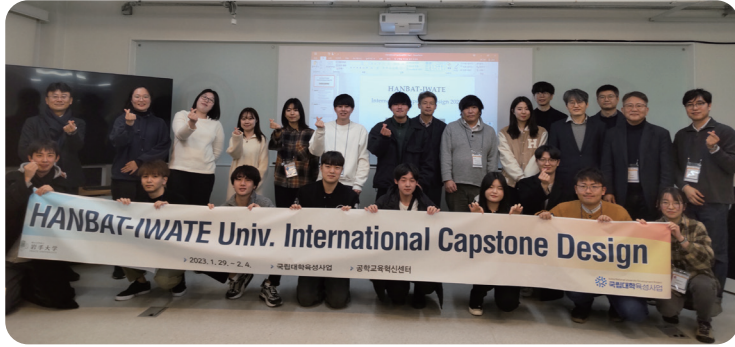 HANBAT-IWATE
HANBAT-IWATE Univ. International Capstone Design
2023. 1. 29. ~ 2. 4.
국립대학육성사업
공학교육혁신센터
국립대학육성사업
H